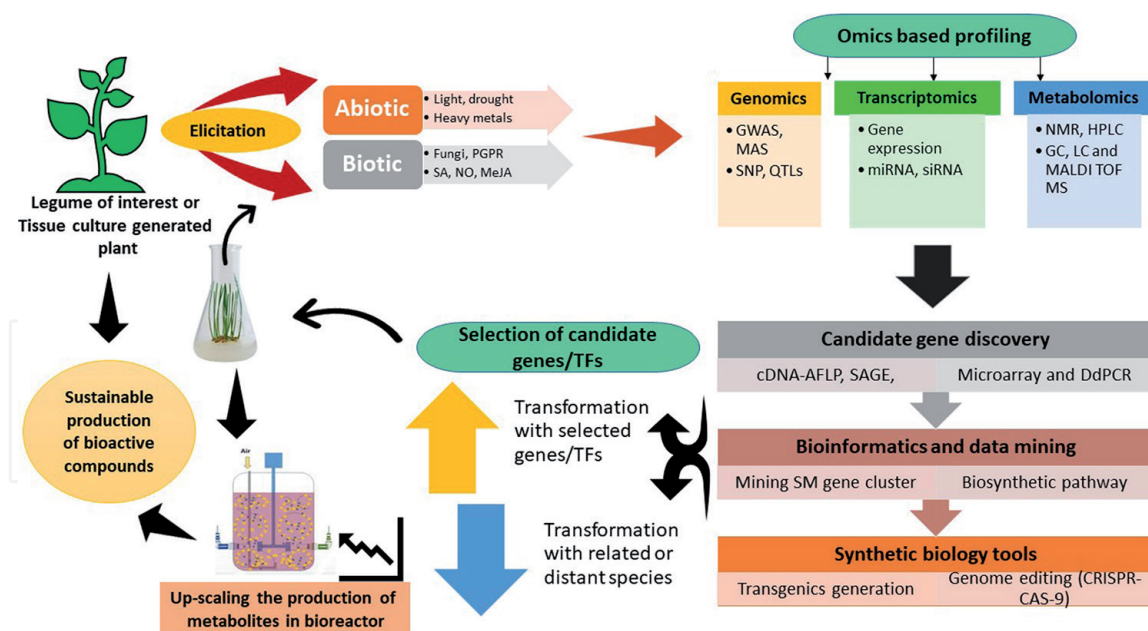 Omics based profiling
Elicitation
Abiotic
• Light, drought
• Heavy metals
Biotic
• Fungi, PGPR
• SA, NO, MeJA
Genomics
• GWAS,
MAS
• SNP, QTLs
Transcriptomics
• Gene
expression
• miRNA, siRNA
Metabolomics
• NMR, HPLC
• GC, LC and
MALDI TOF
MS
Legume of interest or
Tissue culture generated
plant
Selection of candidate
genes/TFs
Candidate gene discovery
cDNA-AFLP, SAGE,
Microarray and DdPCR
Sustainable
production
of bioactive
compounds
Transformation
with selected
genes/TFs
Bioinformatics and data mining
Mining SM gene cluster
Biosynthetic pathway
Air
Transformation
with related or
distant species
Synthetic biology tools
Transgenics generation
Genome editing (CRISPR-
CAS-9)
Up-scaling the production of
metabolites in bioreactor